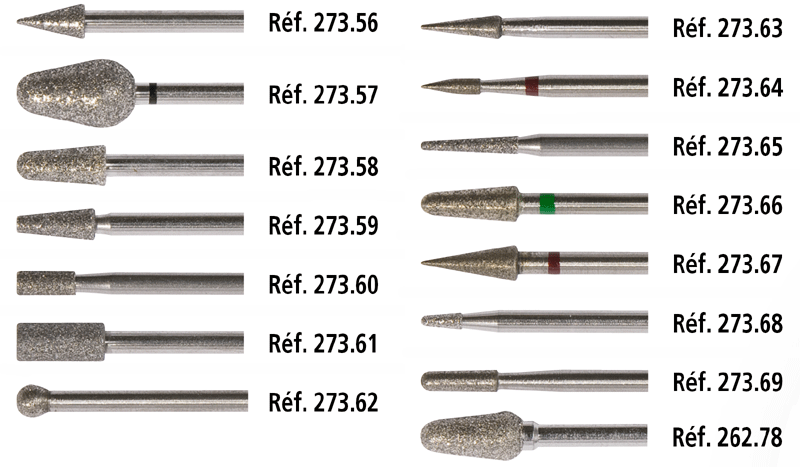 Réf. 273.56
Réf. 273.57
Réf. 273.58
Réf. 273.59
Réf. 273.60
Réf. 273.61
Réf. 273.62
Réf. 273.63
Réf. 273.64
Réf. 273.65
Réf. 273.66
Réf. 273.67
Réf. 273.68
Réf. 273.69
Réf. 262.78